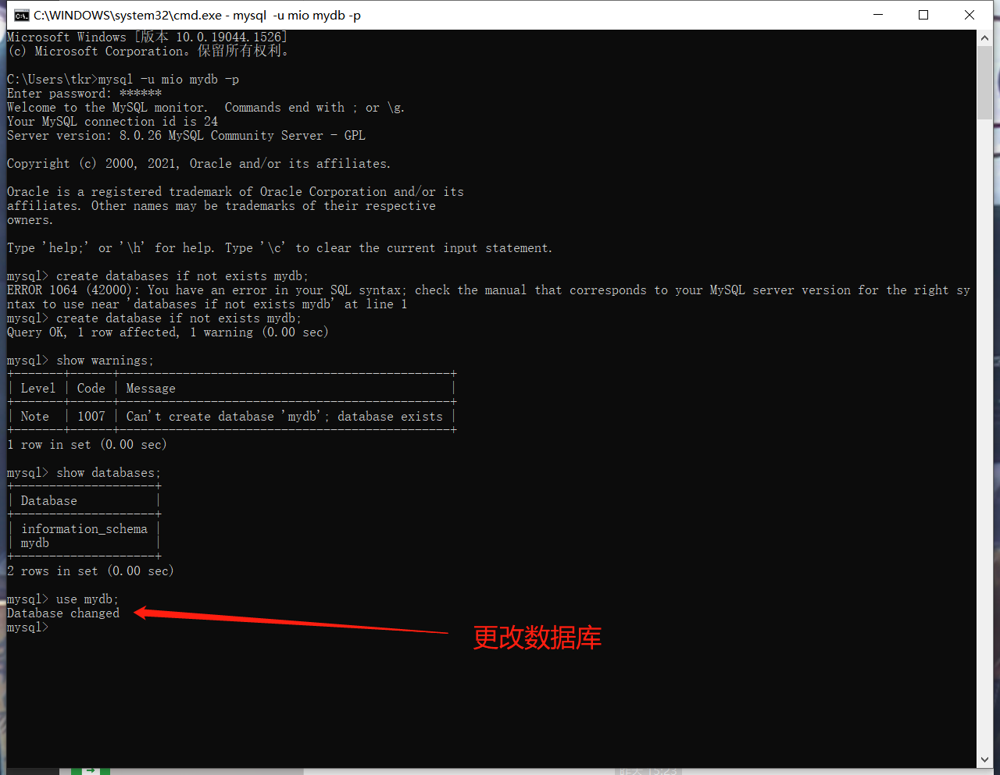 C:\WINDOWS\system32\cmd.exe - mysql  -u mio mydb -p
Microsoft Windows [版本 10.0.19044.1526]
(c) Microsoft Corporation。保留所有权利。
C:\Users\tkr>mysql -u mio mydb -p
Enter password: ******
Welcome to the MySQL monitor.  Commands end with ; or \g.
Your MySQL connection id is 24
Server version: 8.0.26 MySQL Community Server - GPL
Copyright (c) 2000, 2021, Oracle and/or its affiliates.
Oracle is a registered trademark of Oracle Corporation and/or its
affiliates. Other names may be trademarks of their respective
owners.
Type 'help;' or '\h' for help. Type '\c' to clear the current input statement.
mysql> create databases if not exists mydb;
ERROR 1064 (42000): You have an error in your SQL syntax; check the manual that corresponds to your MySQL server version for the right sy
ntax to use near 'databases if not exists mydb' at line 1
mysql> create database if not exists mydb;
Query OK, 1 row affected, 1 warning (0.00 sec)
mysql> show warnings;
+-------+------+-----------------------------------------------+
| Level | Code | Message                                       |
+-------+------+-----------------------------------------------+
| Note  | 1007 | Can't create database 'mydb'; database exists |
+-------+------+-----------------------------------------------+
1 row in set (0.00 sec)
mysql> show databases;
+--------------------+
| Database           |
+--------------------+
| information_schema |
| mydb               |
+--------------------+
2 rows in set (0.00 sec)
mysql> use mydb;
Database changed
mysql>
更改数据库
昨天 15:23